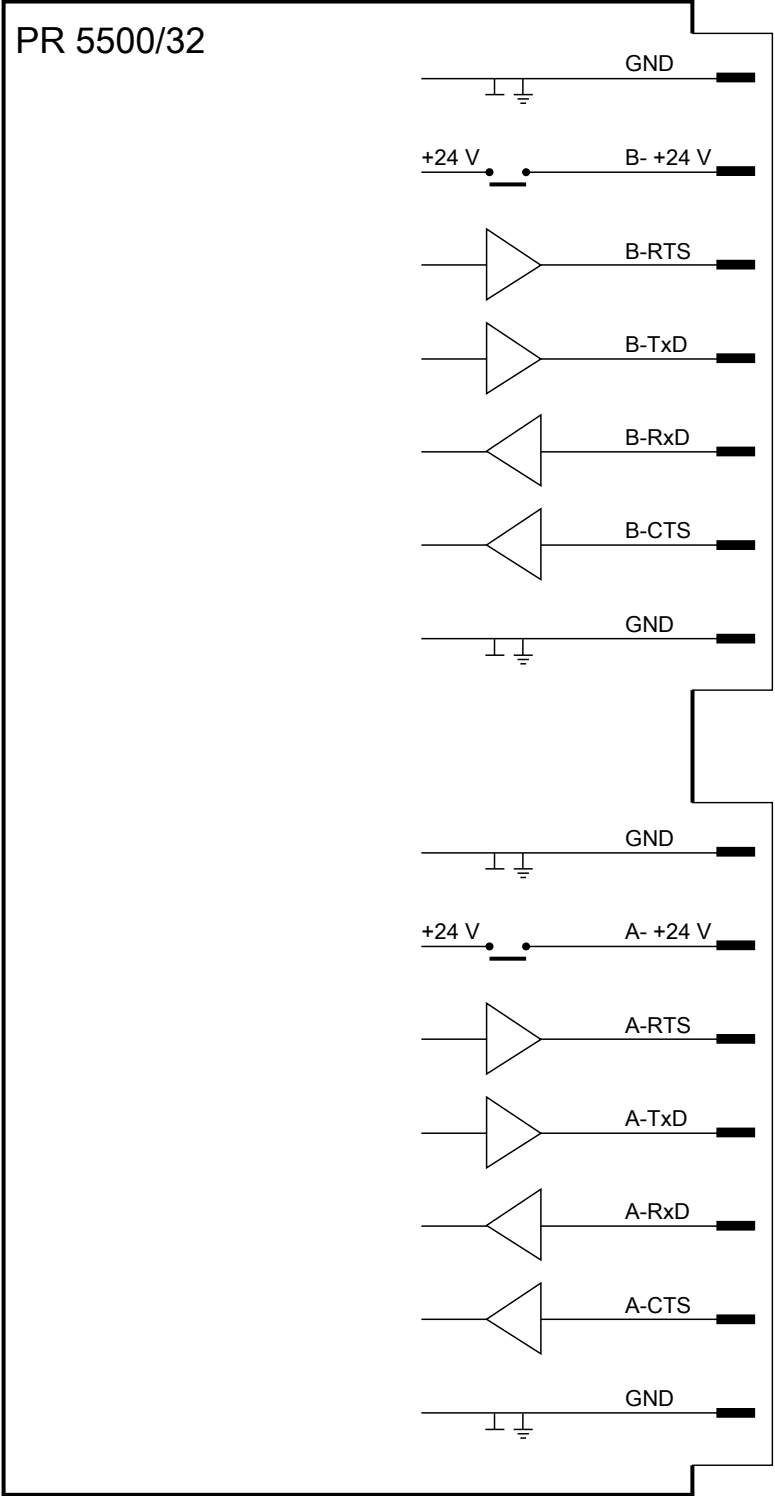 PR 5500/32
GND
+24 V B- +24 V
B-RTS
B-TxD
B-RxD
B-CTS
GND
GND
+24 V A- +24 V
A-RTS
A-TxD
A-RxD
A-CTS
GND